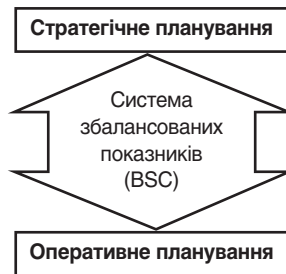 Стратегічне планування
Система
збалансованих
показників
(BSC)
Оперативне планування